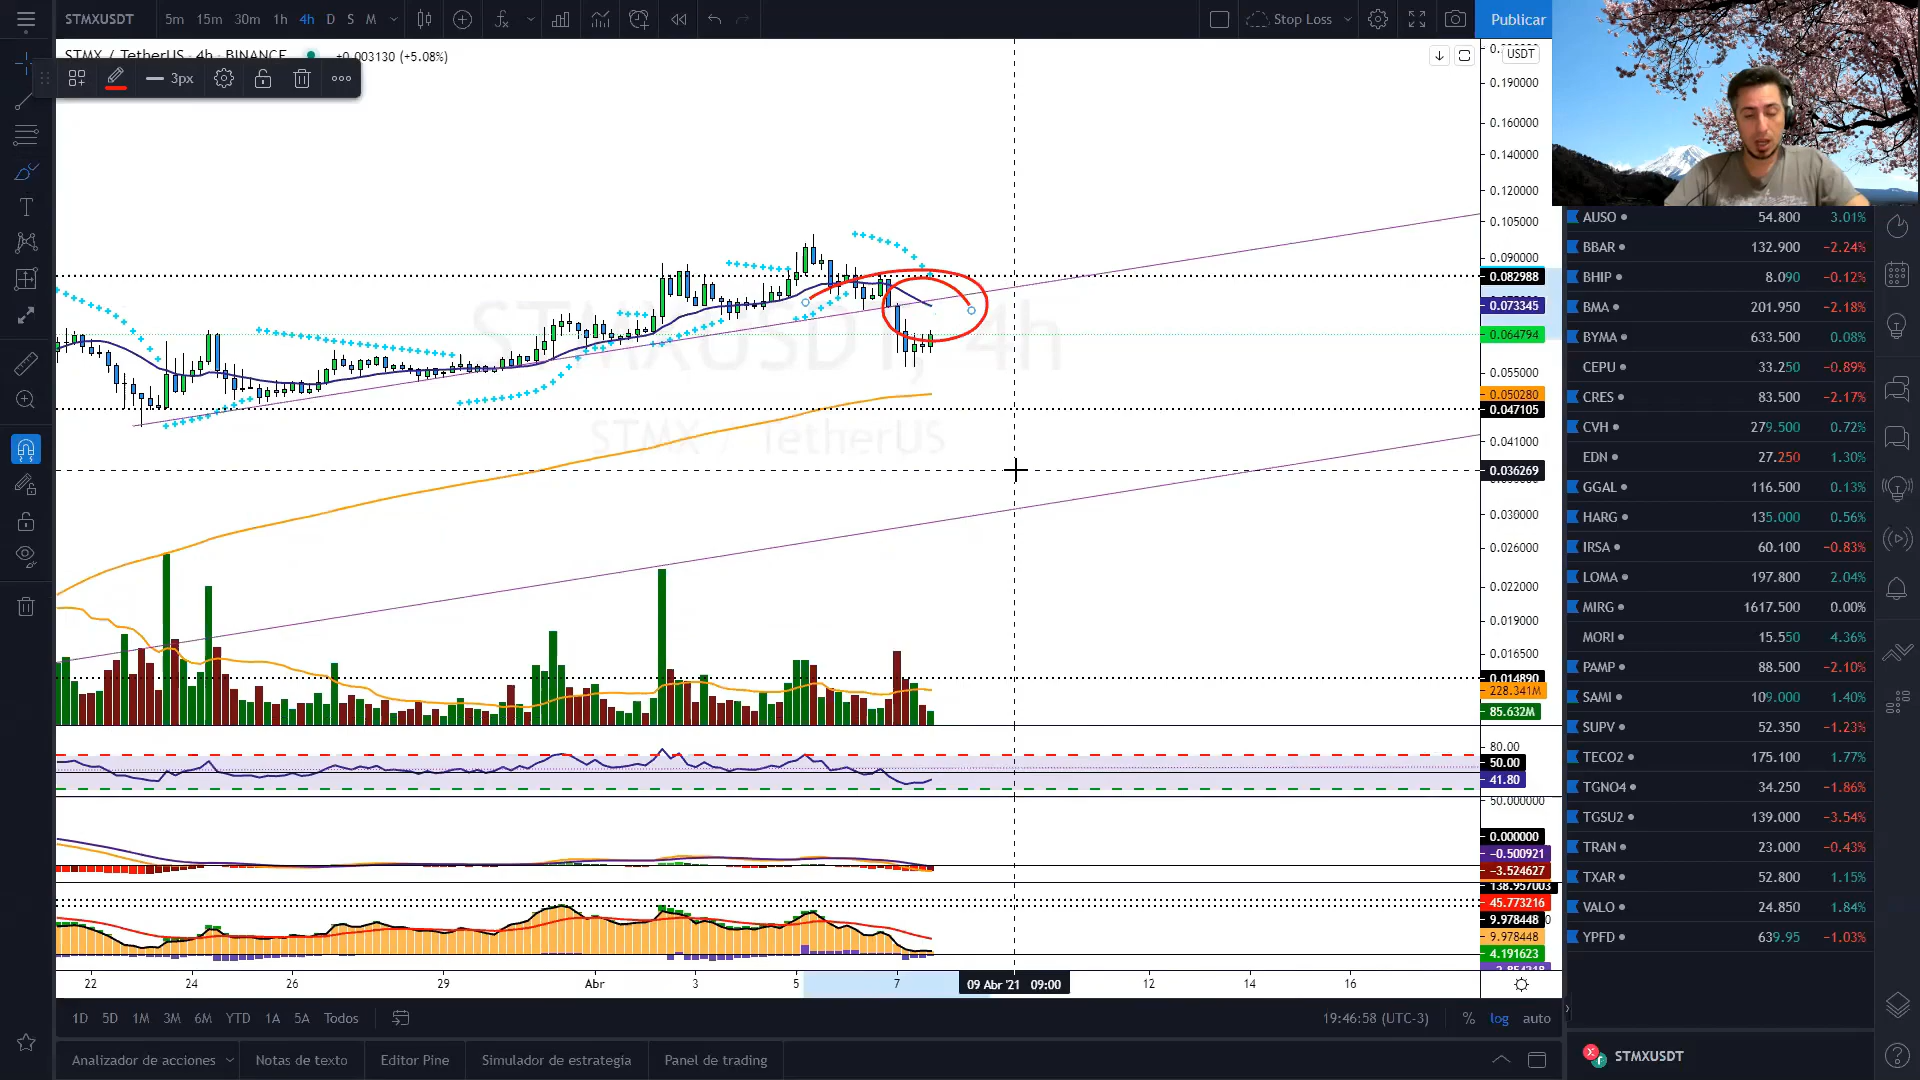 STMXUSDT 5m 15m 30m 1h 4h D S M Stop Loss Publicar
STMX / TetherUS · 4h · BINANCE +0.003130 (+5.08%)
3px
USDT
0.190000
0.160000
0.140000
0.120000
0.105000
0.090000
0.082988
0.073345
0.064794
0.055000
0.050280
0.047105
0.041000
0.036269
0.030000
0.026000
0.022000
0.019000
0.016500
0.014890
228.341M
85.632M
STMXUSDT, 4h
STMX / TetherUS
80.00
50.00
41.80
50.000000
0.000000
−0.500921
−3.524627
138.957003
45.773216
9.978448
9.978448
4.191623
22 24 26 29 Abr 3 5 7 09 Abr '21 09:00 12 14 16
1D 5D 1M 3M 6M YTD 1A 5A Todos 19:46:58 (UTC-3) % log auto
Analizador de acciones Notas de texto Editor Pine Simulador de estrategia Panel de trading
AUSO 54.800 3.01%
BBAR 132.900 −2.24%
BHIP 8.090 −0.12%
BMA 201.950 −2.18%
BYMA 633.500 0.08%
CEPU 33.250 −0.89%
CRES 83.500 −2.17%
CVH 279.500 0.72%
EDN 27.250 1.30%
GGAL 116.500 0.13%
HARG 135.000 0.56%
IRSA 60.100 −0.83%
LOMA 197.800 2.04%
MIRG 1617.500 0.00%
MORI 15.550 4.36%
PAMP 88.500 −2.10%
SAMI 109.000 1.40%
SUPV 52.350 −1.23%
TECO2 175.100 1.77%
TGNO4 34.250 −1.86%
TGSU2 139.000 −3.54%
TRAN 23.000 −0.43%
TXAR 52.800 1.15%
VALO 24.850 1.84%
YPFD 639.95 −1.03%
STMXUSDT